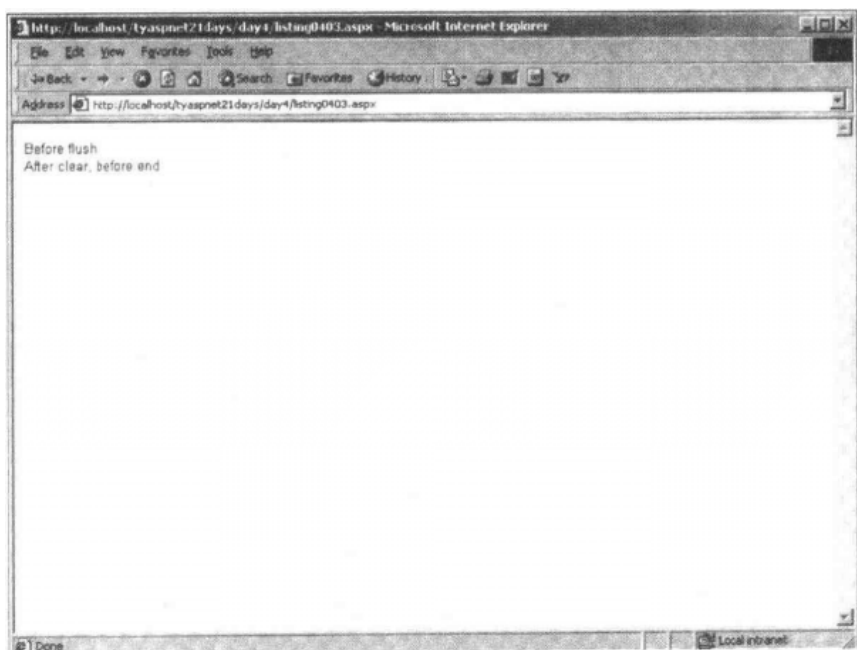 http://localhost/tyaspnet21days/day4/listing0403.aspx - Microsoft Internet Explorer
File Edit View Favorites Tools Help
Back Search Favorites History
Address http://localhost/tyaspnet21days/day4/listing0403.aspx
Before flush
After clear, before end
Done Local intranet